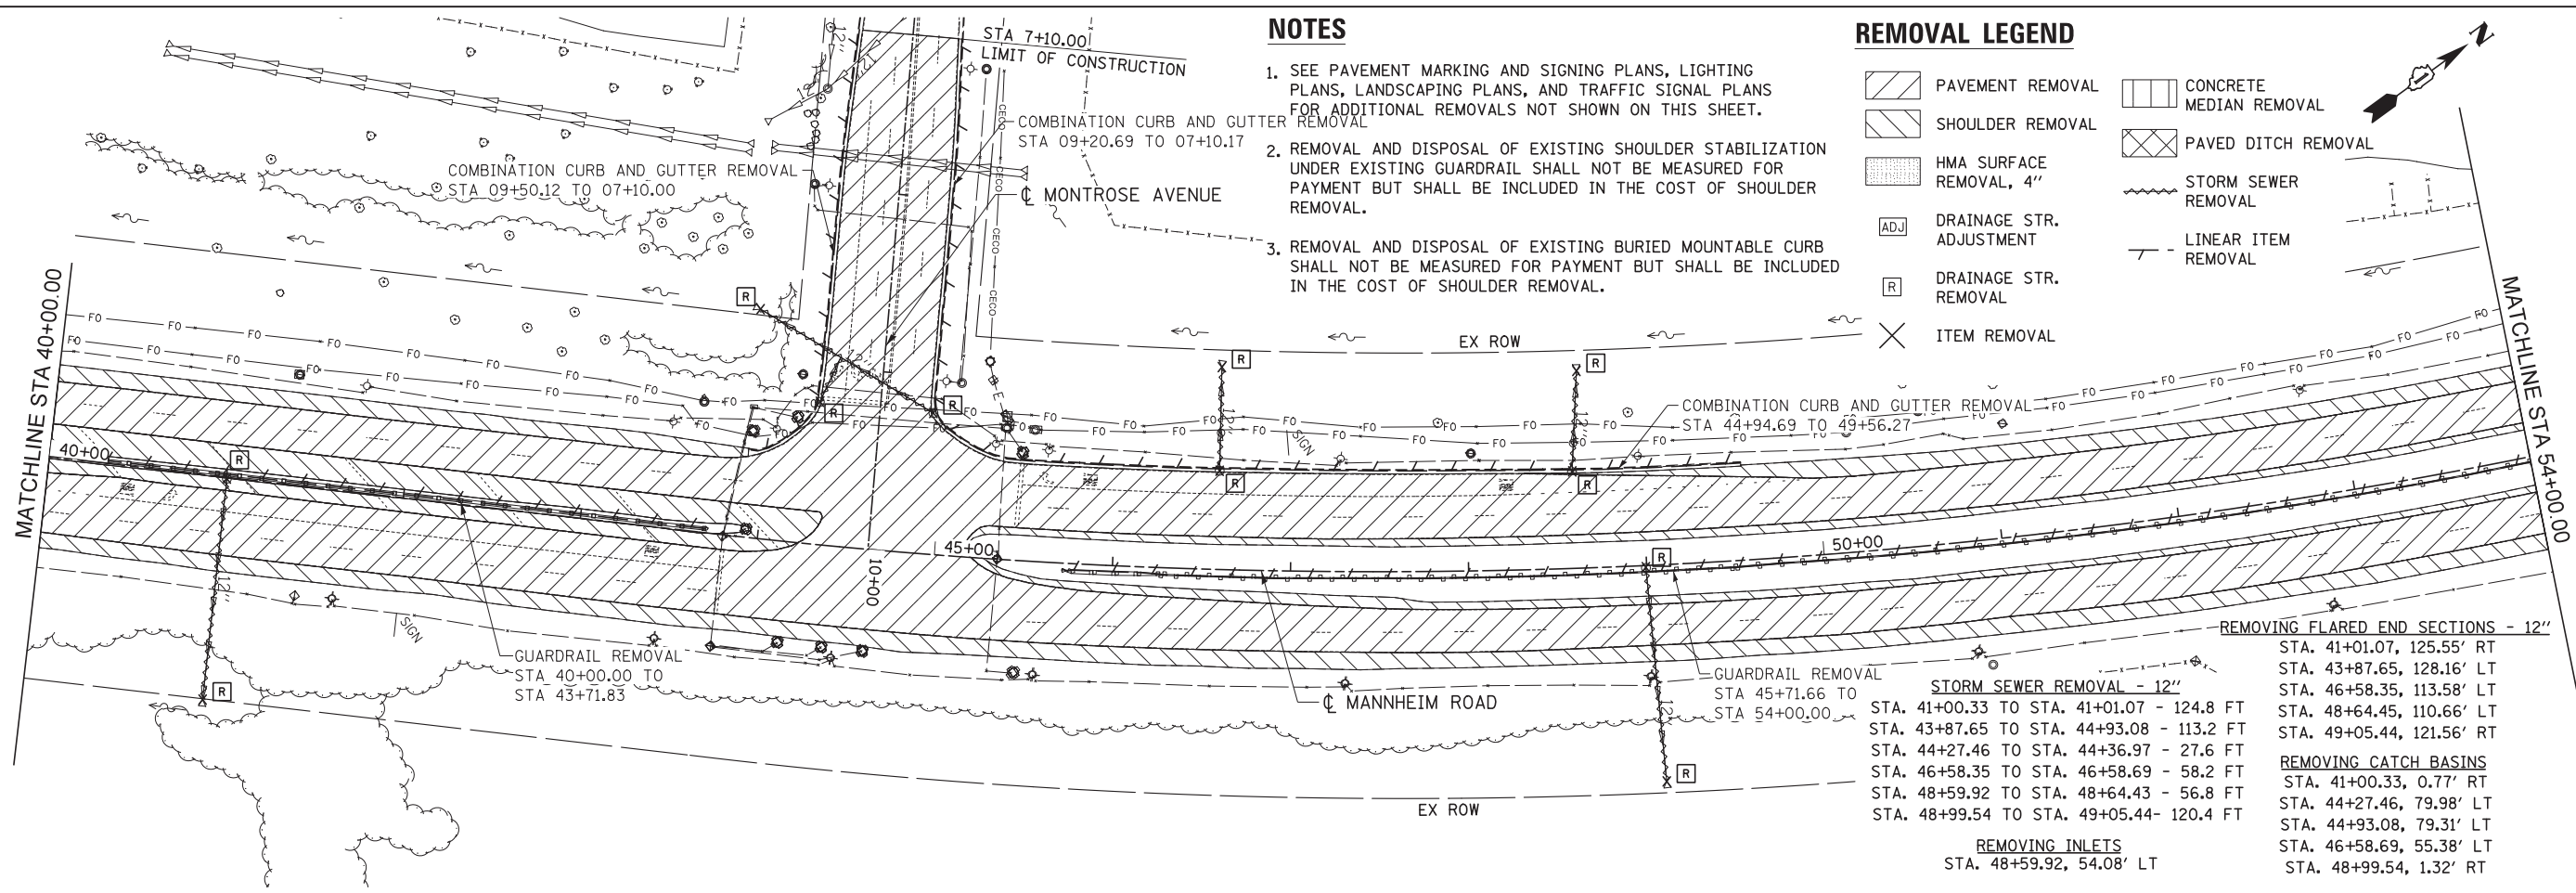 NOTES
1. SEE PAVEMENT MARKING AND SIGNING PLANS, LIGHTING
PLANS, LANDSCAPING PLANS, AND TRAFFIC SIGNAL PLANS
FOR ADDITIONAL REMOVALS NOT SHOWN ON THIS SHEET.
2. REMOVAL AND DISPOSAL OF EXISTING SHOULDER STABILIZATION
UNDER EXISTING GUARDRAIL SHALL NOT BE MEASURED FOR
PAYMENT BUT SHALL BE INCLUDED IN THE COST OF SHOULDER
REMOVAL.
3. REMOVAL AND DISPOSAL OF EXISTING BURIED MOUNTABLE CURB
SHALL NOT BE MEASURED FOR PAYMENT BUT SHALL BE INCLUDED
IN THE COST OF SHOULDER REMOVAL.
REMOVAL LEGEND
PAVEMENT REMOVAL
SHOULDER REMOVAL
HMA SURFACE
REMOVAL, 4"
ADJ
DRAINAGE STR.
ADJUSTMENT
R
DRAINAGE STR.
REMOVAL
ITEM REMOVAL
CONCRETE
MEDIAN REMOVAL
PAVED DITCH REMOVAL
STORM SEWER
REMOVAL
LINEAR ITEM
REMOVAL
N
STA 7+10.00
LIMIT OF CONSTRUCTION
COMBINATION CURB AND GUTTER REMOVAL
STA 09+20.69 TO 07+10.17
COMBINATION CURB AND GUTTER REMOVAL
STA 09+50.12 TO 07+10.00
℄ MONTROSE AVENUE
CECO
CECO
CECO
12"
MATCHLINE STA 40+00.00
MATCHLINE STA 54+00.00
EX ROW
COMBINATION CURB AND GUTTER REMOVAL
STA 44+94.69 TO 49+56.27
FO
R
R
R
R
R
R
R
R
R
R
R
12"
12"
12"
12"
SIGN
SIGN
E
40+00
45+00
50+00
10+00
GUARDRAIL REMOVAL
STA 40+00.00 TO
STA 43+71.83
℄ MANNHEIM ROAD
GUARDRAIL REMOVAL
STA 45+71.66 TO
STA 54+00.00
EX ROW
STORM SEWER REMOVAL - 12"
STA. 41+00.33 TO STA. 41+01.07 - 124.8 FT
STA. 43+87.65 TO STA. 44+93.08 - 113.2 FT
STA. 44+27.46 TO STA. 44+36.97 - 27.6 FT
STA. 46+58.35 TO STA. 46+58.69 - 58.2 FT
STA. 48+59.92 TO STA. 48+64.43 - 56.8 FT
STA. 48+99.54 TO STA. 49+05.44- 120.4 FT
REMOVING INLETS
STA. 48+59.92, 54.08' LT
REMOVING FLARED END SECTIONS - 12"
STA. 41+01.07, 125.55' RT
STA. 43+87.65, 128.16' LT
STA. 46+58.35, 113.58' LT
STA. 48+64.45, 110.66' LT
STA. 49+05.44, 121.56' RT
REMOVING CATCH BASINS
STA. 41+00.33, 0.77' RT
STA. 44+27.46, 79.98' LT
STA. 44+93.08, 79.31' LT
STA. 46+58.69, 55.38' LT
STA. 48+99.54, 1.32' RT